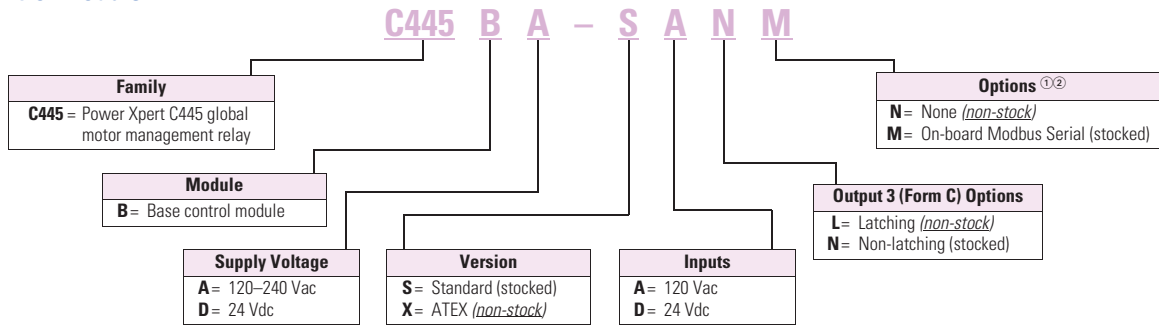 C445 B A – S A N M
Family
C445 = Power Xpert C445 global
motor management relay
Options ①②
N = None (non-stock)
M = On-board Modbus Serial (stocked)
Module
B = Base control module
Output 3 (Form C) Options
L = Latching (non-stock)
N = Non-latching (stocked)
Supply Voltage
A = 120–240 Vac
D = 24 Vdc
Version
S = Standard (stocked)
X = ATEX (non-stock)
Inputs
A = 120 Vac
D = 24 Vdc